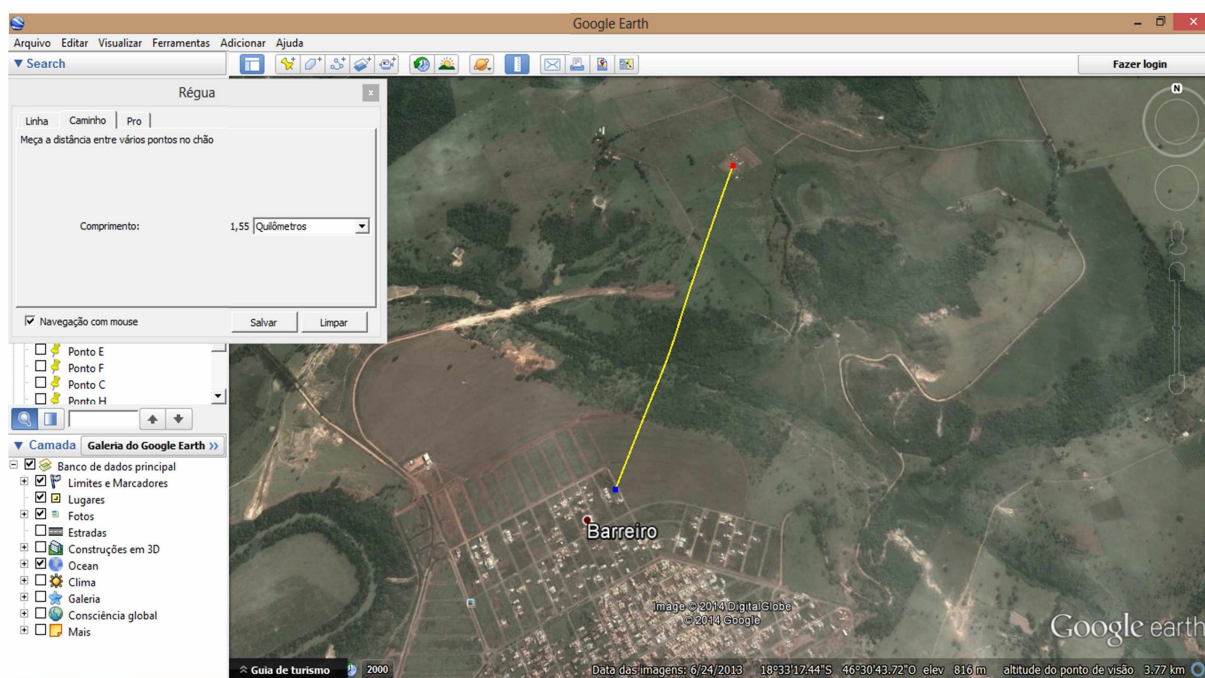 Google Earth
Arquivo Editar Visualizar Ferramentas Adicionar Ajuda
Search
Fazer login
Régua
Linha Caminho Pro
Meça a distância entre vários pontos no chão
Comprimento: 1,55 Quilômetros
Navegação com mouse Salvar Limpar
Ponto E
Ponto F
Ponto C
Ponto H
Camada Galeria do Google Earth >>
Banco de dados principal
Limites e Marcadores
Lugares
Fotos
Estradas
Construções em 3D
Ocean
Clima
Galeria
Consciência global
Mais
N
Barreiro
Image © 2014 DigitalGlobe
© 2014 Google
Google earth
Guia de turismo 2000 Data das imagens: 6/24/2013 18°33'17.44"S 46°30'43.72"O elev 816 m altitude do ponto de visão 3.77 km